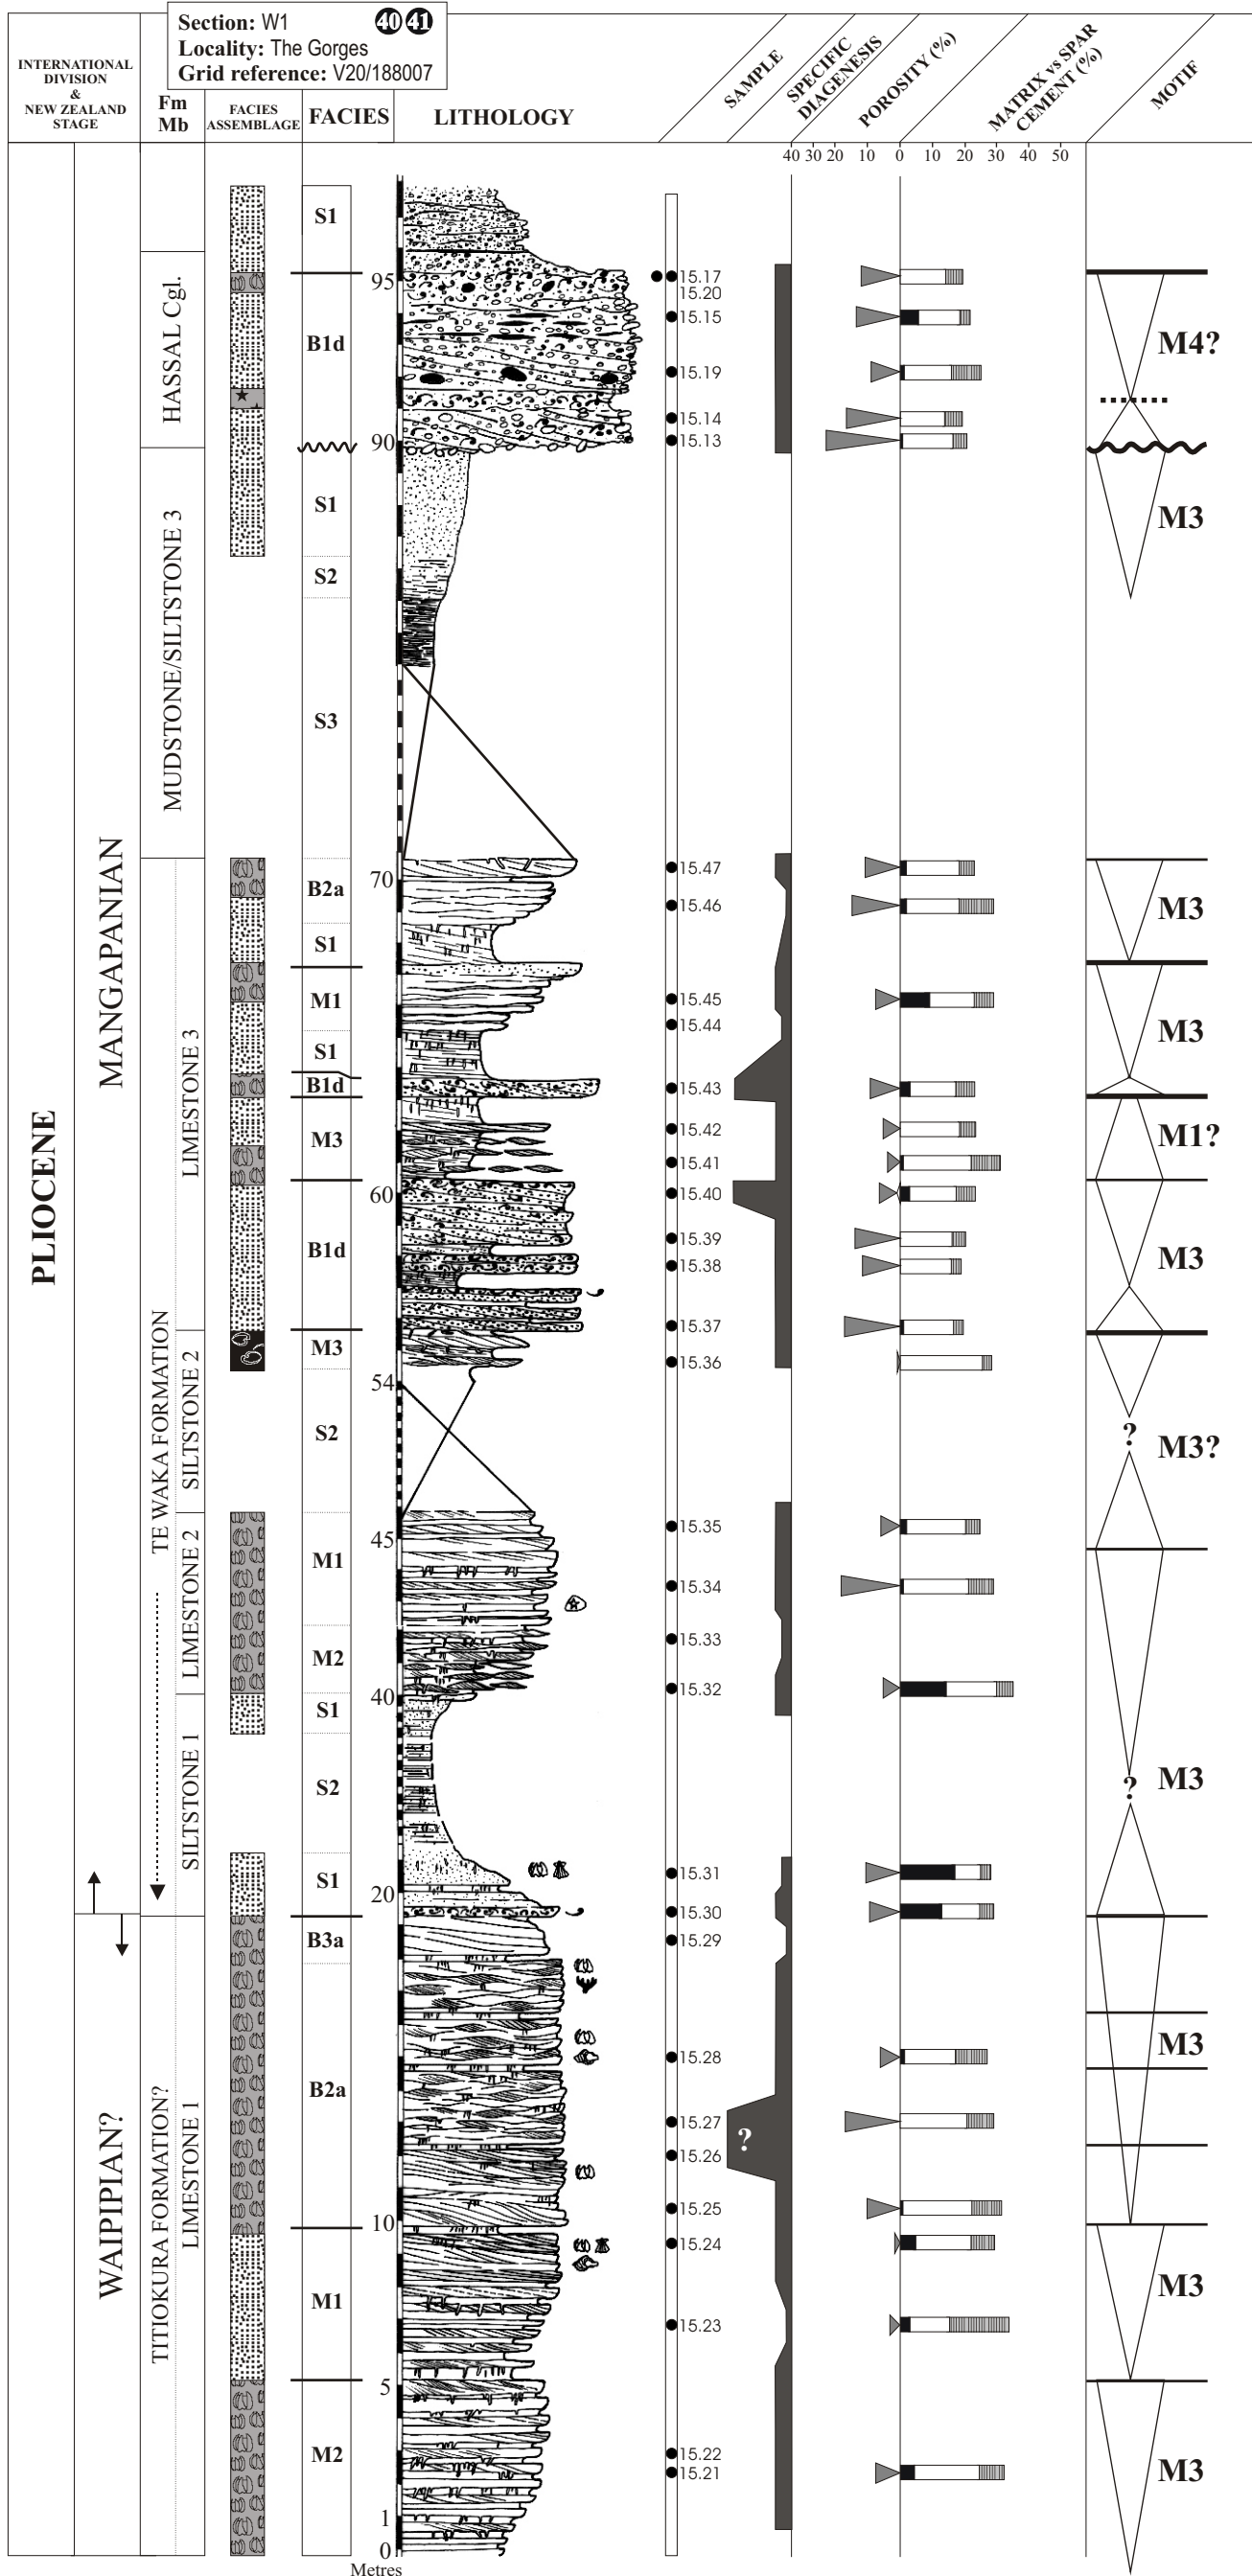 Section: W1
40 41
Locality: The Gorges
Grid reference: V20/188007
INTERNATIONAL
DIVISION
&
NEW ZEALAND
STAGE
Fm
Mb
FACIES
ASSEMBLAGE
FACIES
LITHOLOGY
SAMPLE
SPECIFIC
DIAGENESIS
POROSITY (%)
MATRIX vs SPAR
CEMENT (%)
MOTIF
40 30 20 10 0 10 20 30 40 50
PLIOCENE
MANGAPANIAN
WAIPIPIAN?
HASSAL Cgl.
MUDSTONE/SILTSTONE 3
TE WAKA FORMATION
LIMESTONE 3
SILTSTONE 2
LIMESTONE 2
SILTSTONE 1
TITIOKURA FORMATION?
LIMESTONE 1
S1
B1d
S1
S2
S3
B2a
S1
M1
S1
B1d
M3
B1d
M3
S2
M1
M2
S1
S2
S1
B3a
B2a
M1
M2
95
90
70
60
54
45
40
20
10
5
1
0
Metres
15.17
15.20
15.15
15.19
15.14
15.13
15.47
15.46
15.45
15.44
15.43
15.42
15.41
15.40
15.39
15.38
15.37
15.36
15.35
15.34
15.33
15.32
15.31
15.30
15.29
15.28
15.27
15.26
15.25
15.24
15.23
15.22
15.21
?
M4?
M3
M3
M3
M1?
M3
?
M3?
?
M3
M3
M3
M3